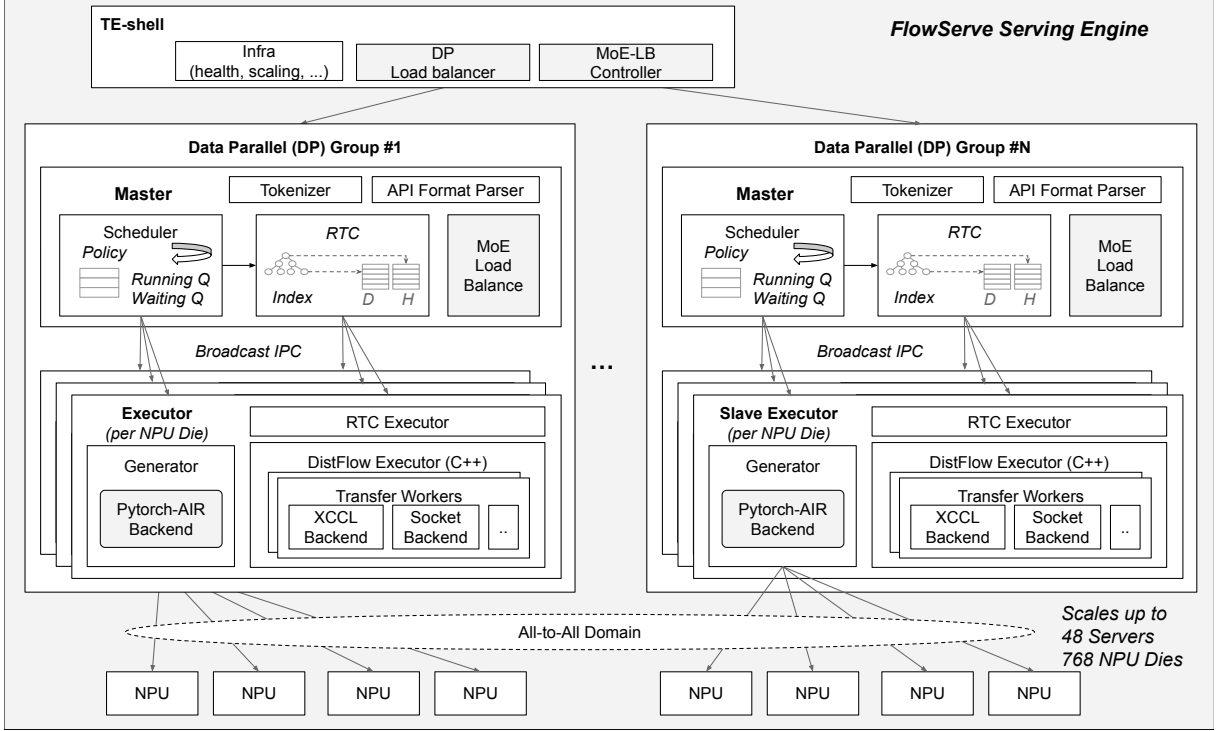 TE-shell
FlowServe Serving Engine
Infra
(health, scaling, ...)
DP
Load balancer
MoE-LB
Controller
Data Parallel (DP) Group #1
Master
Tokenizer
API Format Parser
Scheduler
Policy
Running Q
Waiting Q
RTC
Index
D
H
MoE
Load
Balance
Broadcast IPC
Executor
(per NPU Die)
RTC Executor
Generator
Pytorch-AIR
Backend
DistFlow Executor (C++)
Transfer Workers
XCCL
Backend
Socket
Backend
..
...
Data Parallel (DP) Group #N
Master
Tokenizer
API Format Parser
Scheduler
Policy
Running Q
Waiting Q
RTC
Index
D
H
MoE
Load
Balance
Broadcast IPC
Slave Executor
(per NPU Die)
RTC Executor
Generator
Pytorch-AIR
Backend
DistFlow Executor (C++)
Transfer Workers
XCCL
Backend
Socket
Backend
..
All-to-All Domain
Scales up to
48 Servers
768 NPU Dies
NPU
NPU
NPU
NPU
NPU
NPU
NPU
NPU